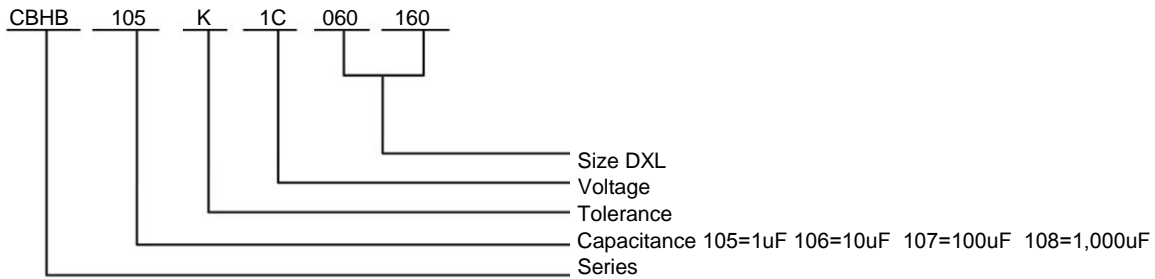 CBHB 105 K 1C 060 160
Size DXL
Voltage
Tolerance
Capacitance 105=1uF 106=10uF 107=100uF 108=1,000uF
Series